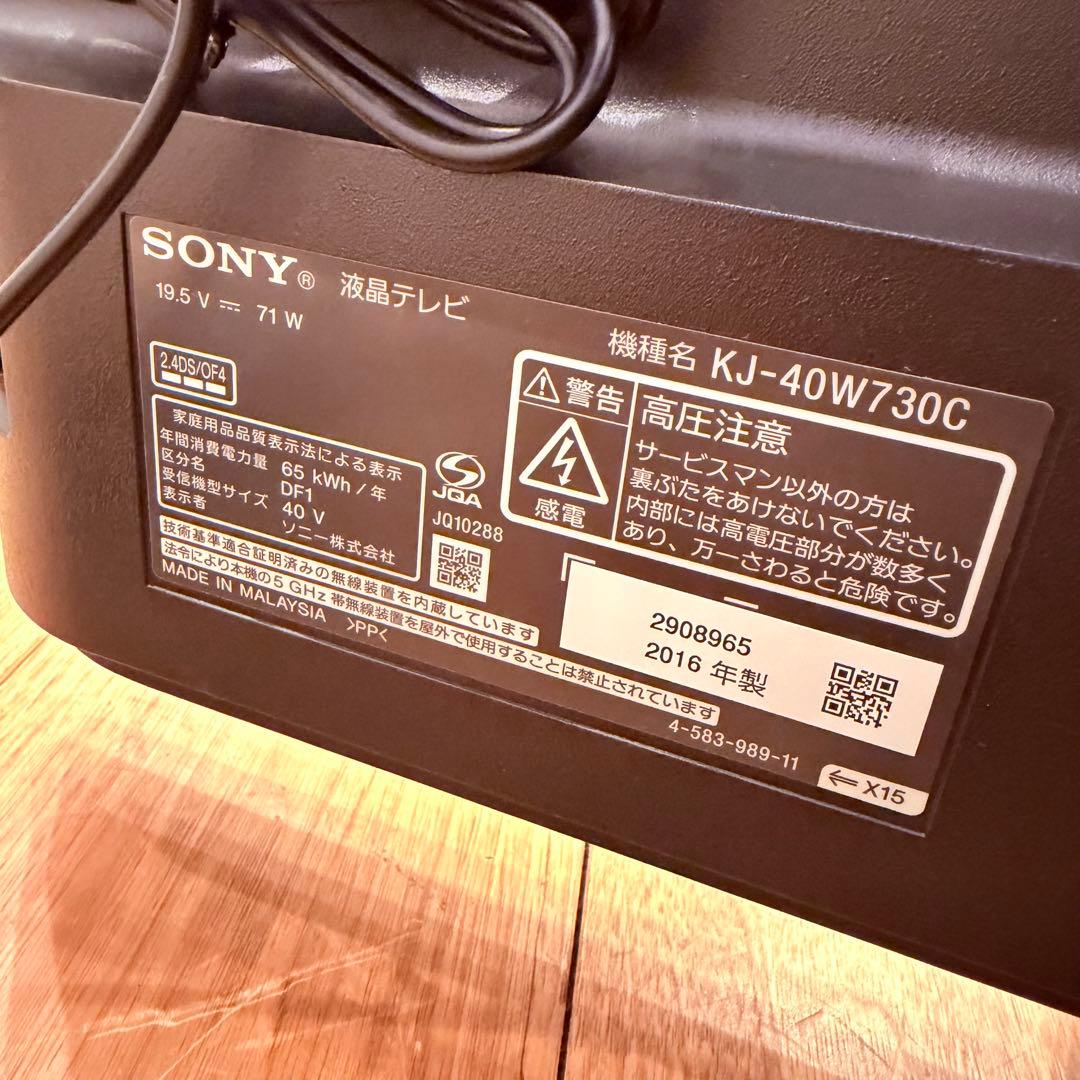 SONY® 液晶テレビ
19.5 V ⎓ 71 W
機種名 KJ-40W730C
2.4DS/OF4
家庭用品品質表示法による表示
年間消費電力量 65 kWh/年
区分名 DF1
受信機型サイズ 40 V
表示者 ソニー株式会社
JQA
JQ10288
警告
感電
高圧注意
サービスマン以外の方は
裏ぶたをあけないでください。
内部には高電圧部分が数多く
あり、万一さわると危険です。
技術基準適合証明済みの無線装置を内蔵しています
法令により本機の5 GHz 帯無線装置を屋外で使用することは禁止されています
MADE IN MALAYSIA >PP<
2908965
2016 年製
4-583-989-11
⇐ X15